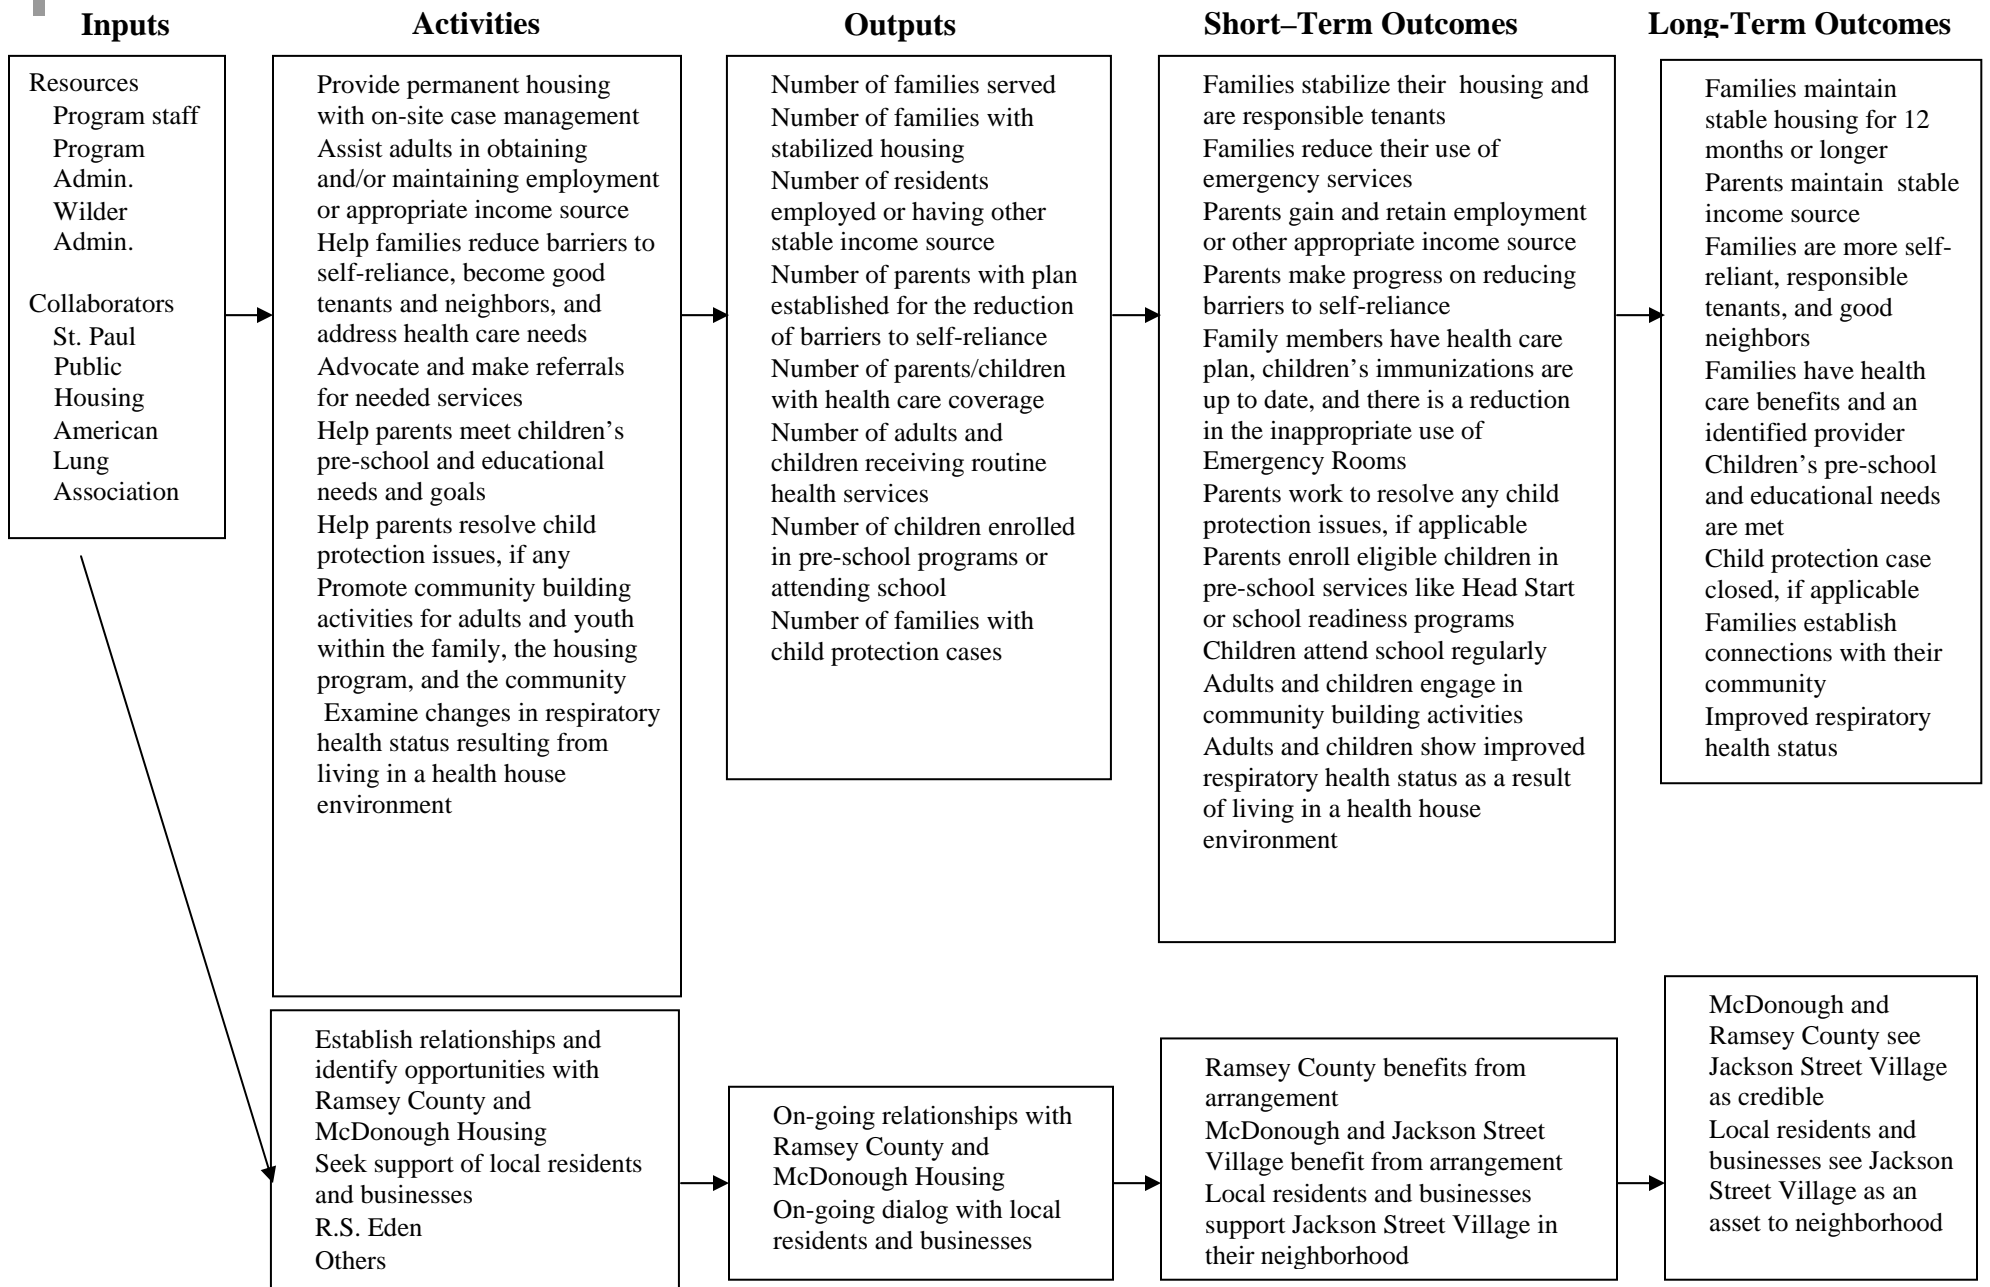 Inputs
Activities
Outputs
Short–Term Outcomes
Long-Term Outcomes
Resources
Program staff
Program
Admin.
Wilder
Admin.
Collaborators
St. Paul
Public
Housing
American
Lung
Association
Provide permanent housing
with on-site case management
Assist adults in obtaining
and/or maintaining employment
or appropriate income source
Help families reduce barriers to
self-reliance, become good
tenants and neighbors, and
address health care needs
Advocate and make referrals
for needed services
Help parents meet children’s
pre-school and educational
needs and goals
Help parents resolve child
protection issues, if any
Promote community building
activities for adults and youth
within the family, the housing
program, and the community
Examine changes in respiratory
health status resulting from
living in a health house
environment
Number of families served
Number of families with
stabilized housing
Number of residents
employed or having other
stable income source
Number of parents with plan
established for the reduction
of barriers to self-reliance
Number of parents/children
with health care coverage
Number of adults and
children receiving routine
health services
Number of children enrolled
in pre-school programs or
attending school
Number of families with
child protection cases
Families stabilize their housing and
are responsible tenants
Families reduce their use of
emergency services
Parents gain and retain employment
or other appropriate income source
Parents make progress on reducing
barriers to self-reliance
Family members have health care
plan, children’s immunizations are
up to date, and there is a reduction
in the inappropriate use of
Emergency Rooms
Parents work to resolve any child
protection issues, if applicable
Parents enroll eligible children in
pre-school services like Head Start
or school readiness programs
Children attend school regularly
Adults and children engage in
community building activities
Adults and children show improved
respiratory health status as a result
of living in a health house
environment
Families maintain
stable housing for 12
months or longer
Parents maintain stable
income source
Families are more self-
reliant, responsible
tenants, and good
neighbors
Families have health
care benefits and an
identified provider
Children’s pre-school
and educational needs
are met
Child protection case
closed, if applicable
Families establish
connections with their
community
Improved respiratory
health status
Establish relationships and
identify opportunities with
Ramsey County and
McDonough Housing
Seek support of local residents
and businesses
R.S. Eden
Others
On-going relationships with
Ramsey County and
McDonough Housing
On-going dialog with local
residents and businesses
Ramsey County benefits from
arrangement
McDonough and Jackson Street
Village benefit from arrangement
Local residents and businesses
support Jackson Street Village in
their neighborhood
McDonough and
Ramsey County see
Jackson Street Village
as credible
Local residents and
businesses see Jackson
Street Village as an
asset to neighborhood